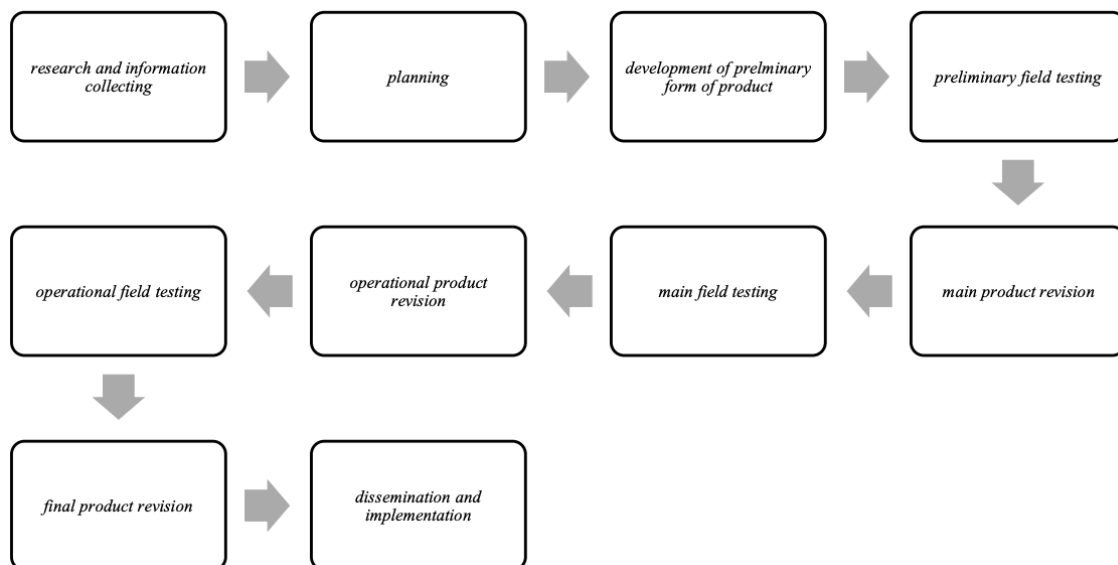 research and information
collecting
planning
development of prelminary
form of product
preliminary field testing
main product revision
main field testing
operational product
revision
operational field testing
final product revision
dissemination and
implementation